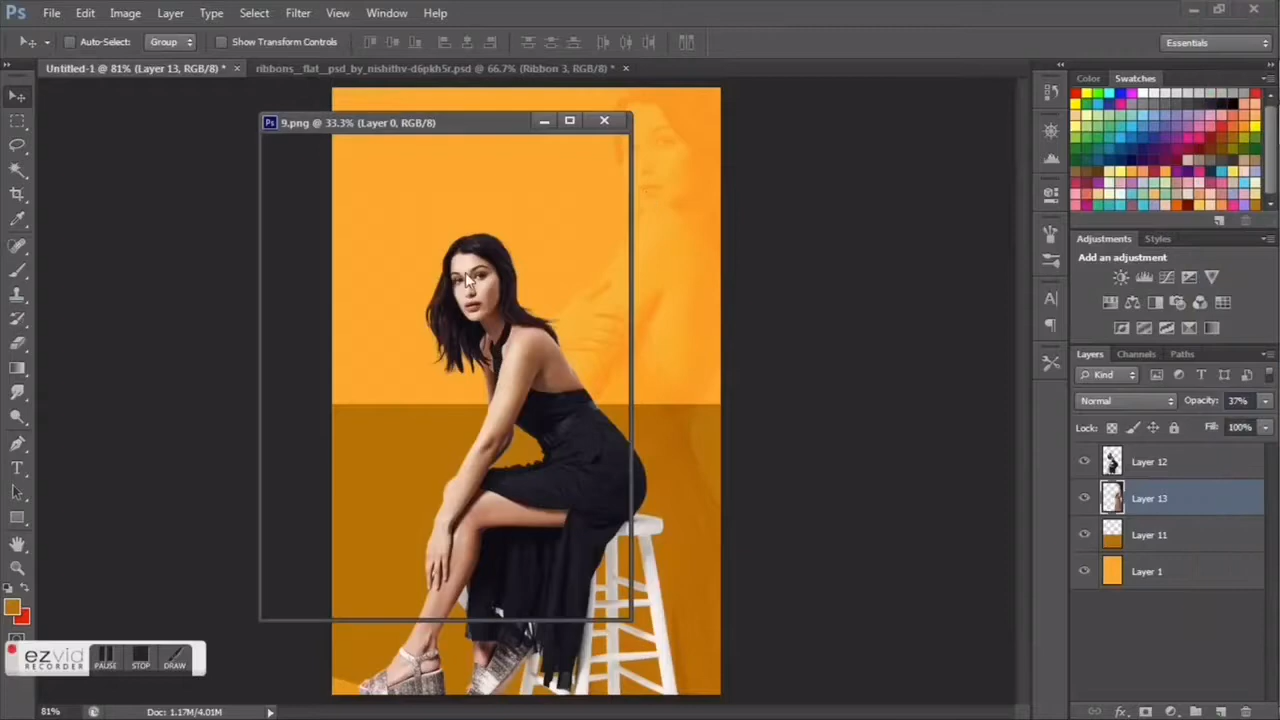 Ps File Edit Image Layer Type Select Filter View Window Help
Auto-Select: Group Show Transform Controls Essentials
Untitled-1 @ 81% (Layer 13, RGB/8) * × ribbons__flat__psd_by_nishithv-d6pkh5r.psd @ 66.7% (Ribbon 3, RGB/8) * ×
Color Swatches
Ps 9.png @ 33.3% (Layer 0, RGB/8)
Adjustments Styles
Add an adjustment
Layers Channels Paths
Kind
Normal Opacity: 37%
Lock: Fill: 100%
Layer 12
Layer 13
Layer 11
Layer 1
ezvid
RECORDER
PAUSE STOP DRAW
81% Doc: 1.17M/4.01M